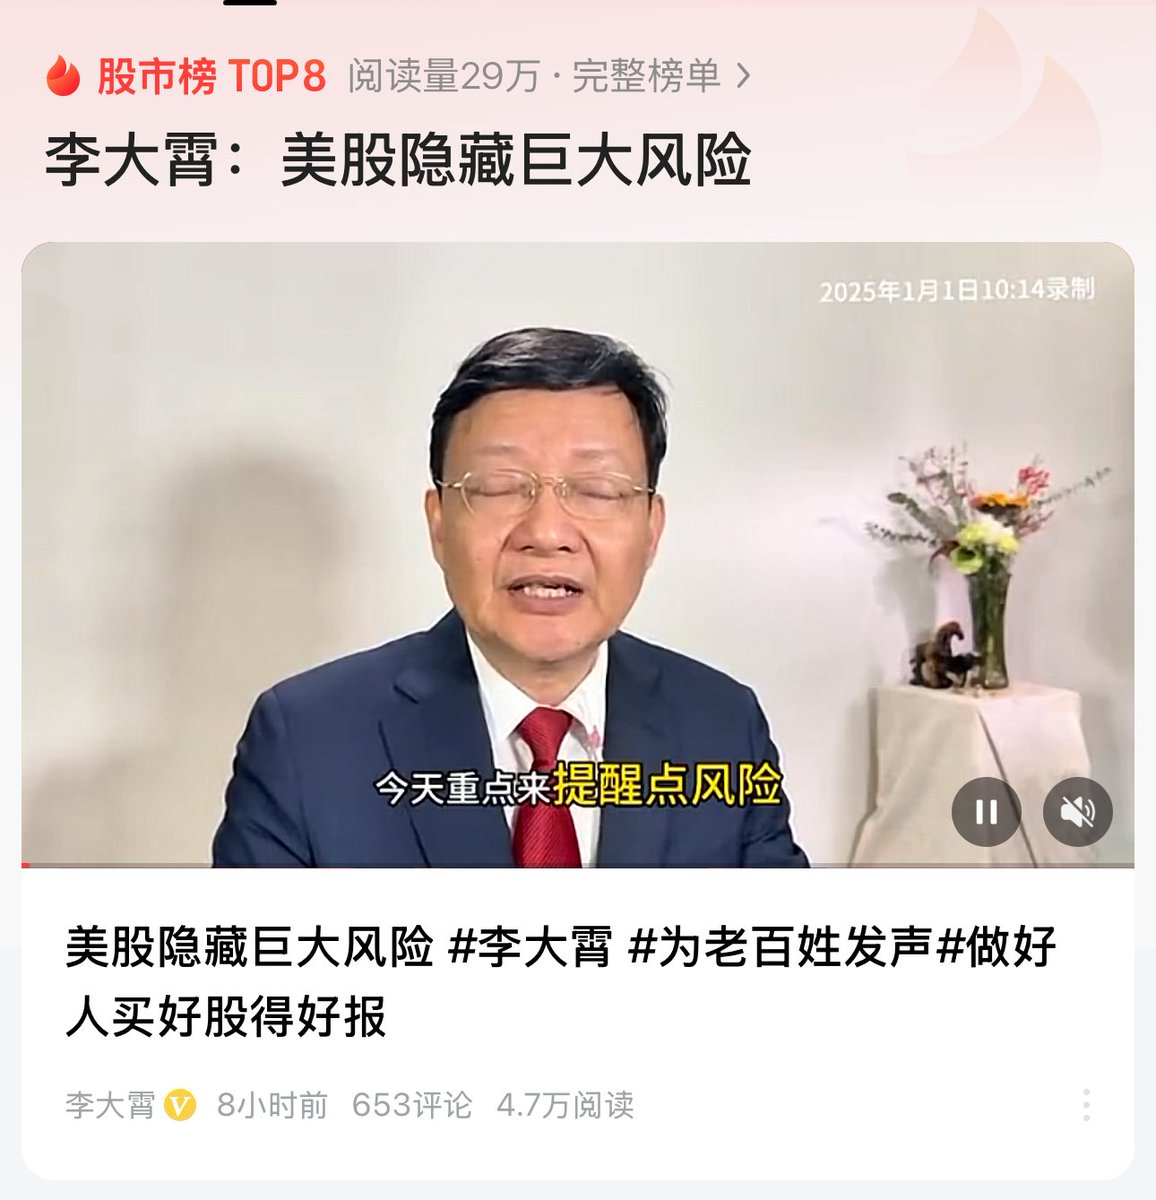 股市榜 TOP8 阅读量29万·完整榜单 >
李大霄：美股隐藏巨大风险
2025年1月1日10:14录制
今天重点来提醒点风险
美股隐藏巨大风险 #李大霄 #为老百姓发声#做好
人买好股得好报
李大霄 V 8小时前 653评论 4.7万阅读